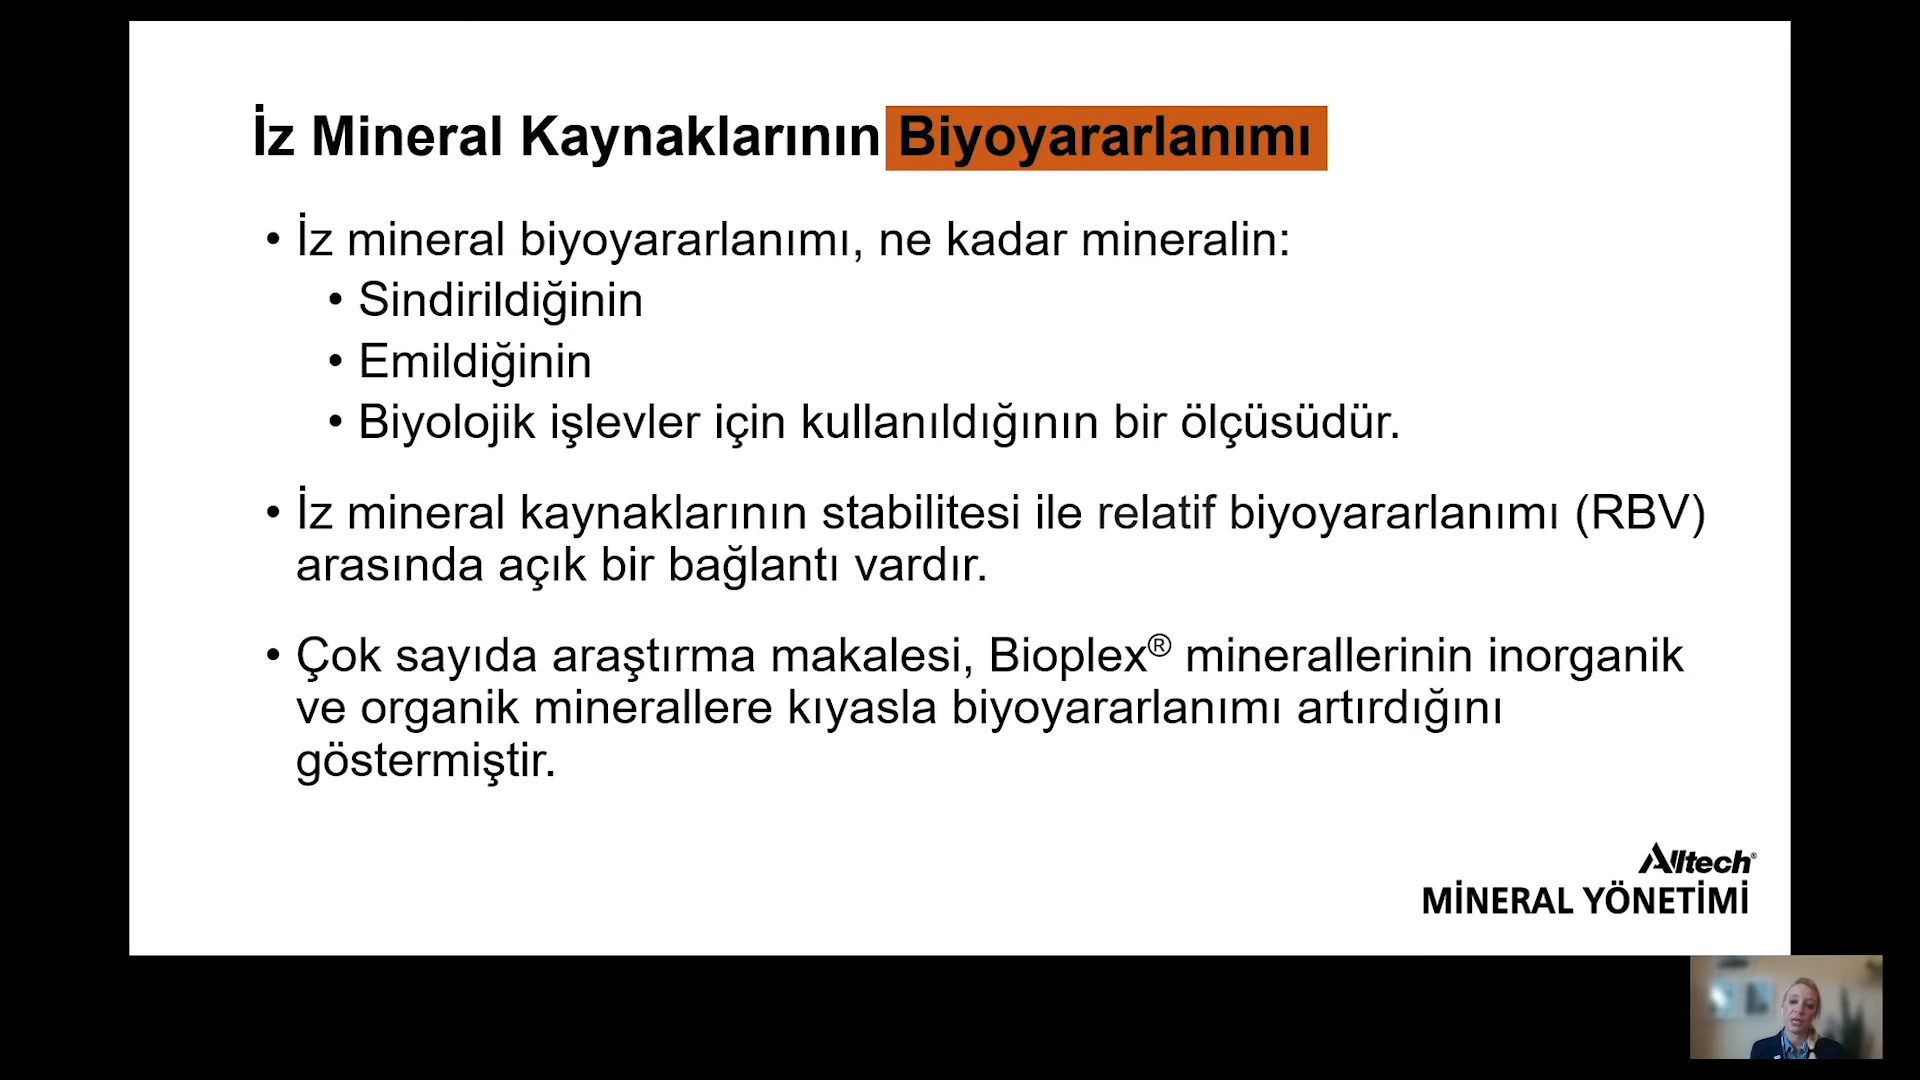 İz Mineral Kaynaklarının Biyoyararlanımı
• İz mineral biyoyararlanımı, ne kadar mineralin:
• Sindirildiğinin
• Emildiğinin
• Biyolojik işlevler için kullanıldığının bir ölçüsüdür.
• İz mineral kaynaklarının stabilitesi ile relatif biyoyararlanımı (RBV)
arasında açık bir bağlantı vardır.
• Çok sayıda araştırma makalesi, Bioplex® minerallerinin inorganik
ve organik minerallere kıyasla biyoyararlanımı artırdığını
göstermiştir.
Alltech®
MİNERAL YÖNETİMİ